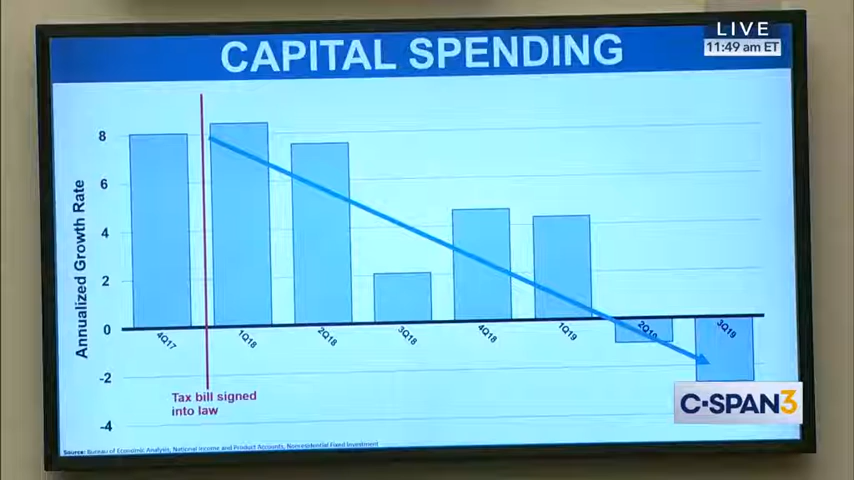 LIVE
11:49 am ET
CAPITAL SPENDING
Annualized Growth Rate
8
6
4
2
0
-2
-4
4Q17
1Q18
2Q18
3Q18
4Q18
1Q19
2Q19
3Q19
Tax bill signed
into law
C-SPAN3
Source: Bureau of Economic Analysis, National Income and Product Accounts, Nonresidential Fixed Investment